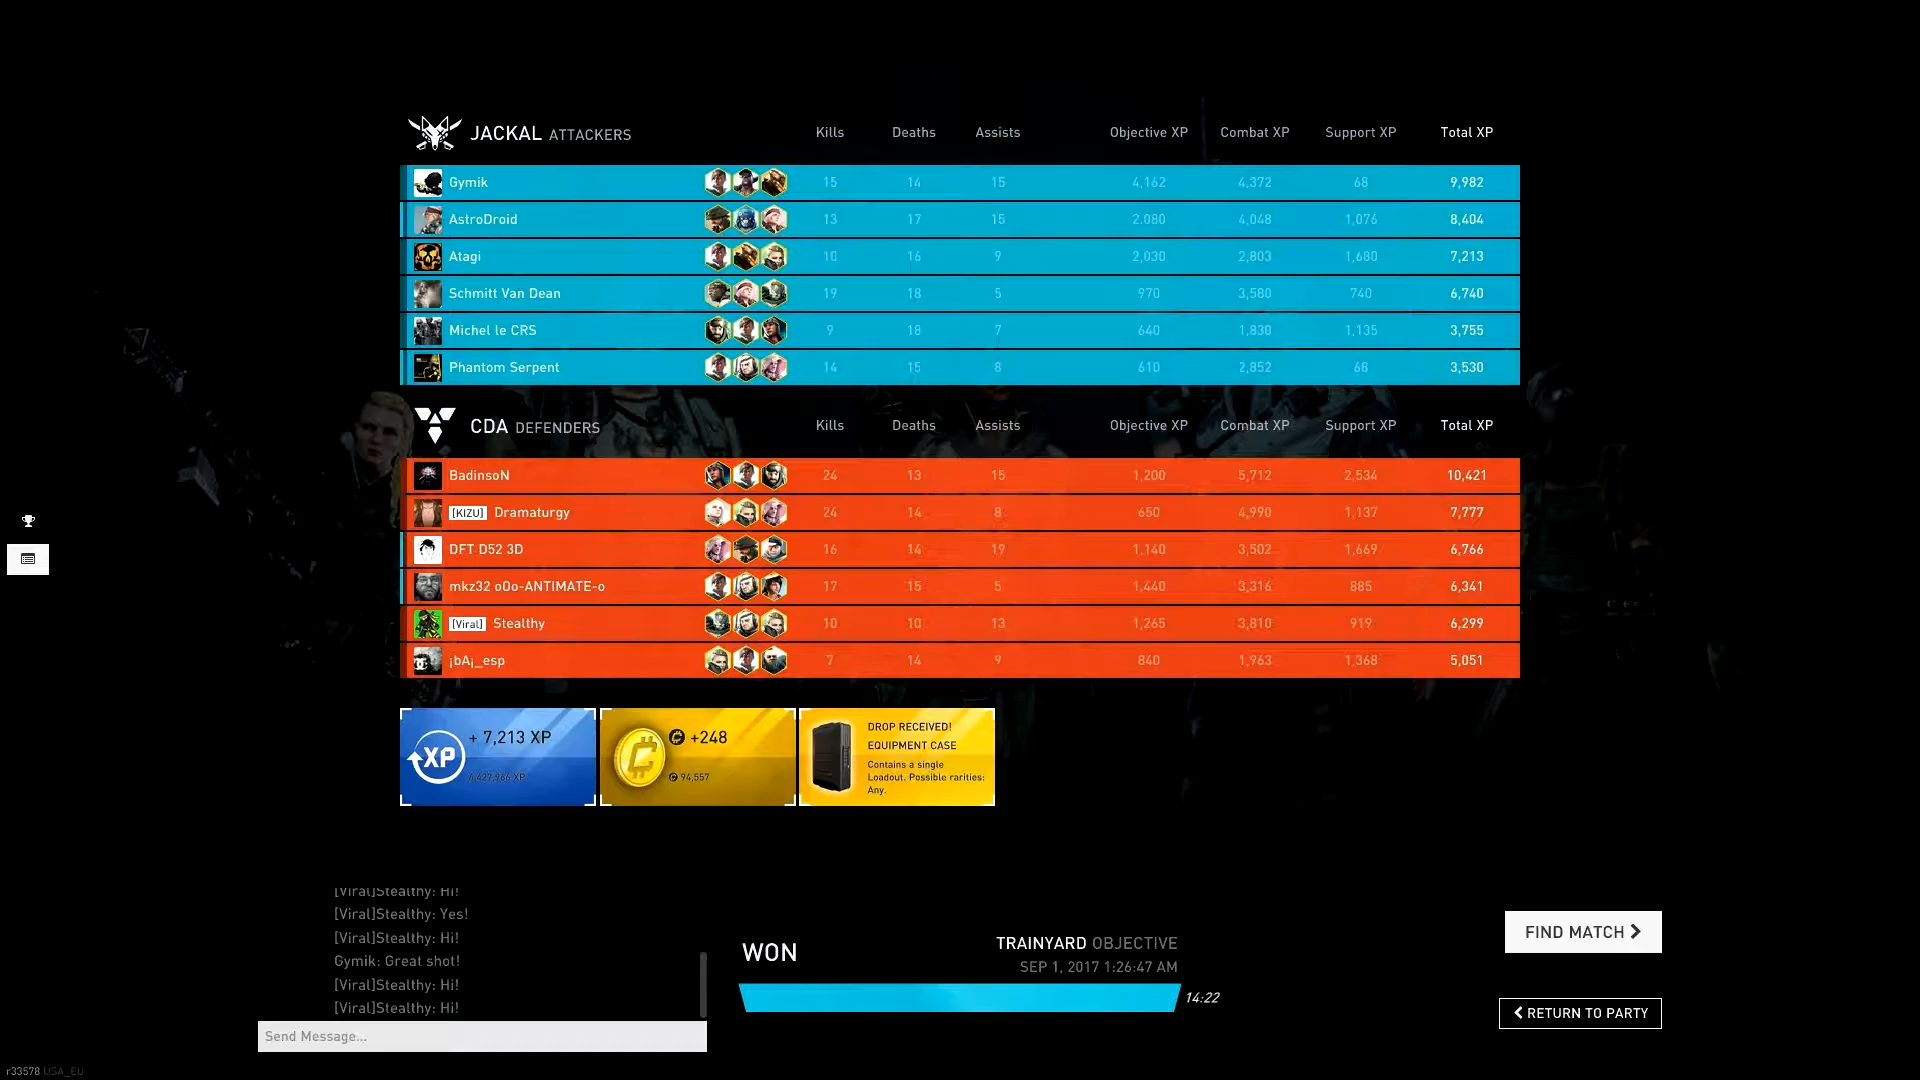 JACKAL ATTACKERS Kills Deaths Assists Objective XP Combat XP Support XP Total XP
Gymik 15 14 15 4,162 4,372 68 9,982
AstroDroid 13 17 15 2,080 4,048 1,076 8,404
Atagi 10 16 9 2,030 2,803 1,680 7,213
Schmitt Van Dean 19 18 5 970 3,580 740 6,740
Michel le CRS 9 18 7 640 1,830 1,135 3,755
Phantom Serpent 14 15 8 610 2,852 68 3,530
CDA DEFENDERS Kills Deaths Assists Objective XP Combat XP Support XP Total XP
BadinsoN 24 13 15 1,200 5,712 2,534 10,421
[KIZU] Dramaturgy 24 14 8 650 4,990 1,137 7,777
DFT D52 3D 16 14 19 1,140 3,502 1,669 6,766
mkz32 oOo-ANTIMATE-o 17 15 5 1,440 3,316 885 6,341
[Viral] Stealthy 10 10 13 1,265 3,810 919 6,299
¡bA¡_esp 7 14 9 840 1,963 1,368 5,051
XP + 7,213 XP
6,427,966 XP
+248
94,557
DROP RECEIVED!
EQUIPMENT CASE
Contains a single
Loadout. Possible rarities:
Any.
[Viral]Stealthy: Hi!
[Viral]Stealthy: Yes!
[Viral]Stealthy: Hi!
Gymik: Great shot!
[Viral]Stealthy: Hi!
[Viral]Stealthy: Hi!
Send Message...
WON
TRAINYARD OBJECTIVE
SEP 1, 2017 1:26:47 AM
14:22
FIND MATCH
RETURN TO PARTY
r33578 USA_EU